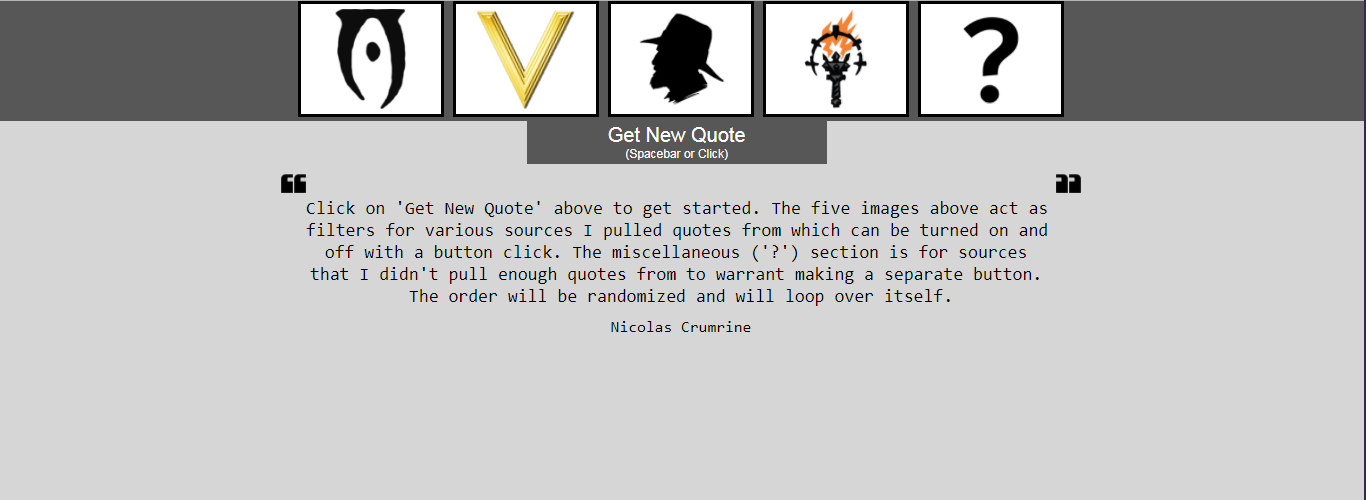 V
?
Get New Quote
(Spacebar or Click)
❝ ❞
Click on 'Get New Quote' above to get started. The five images above act as
filters for various sources I pulled quotes from which can be turned on and
off with a button click. The miscellaneous ('?') section is for sources
that I didn't pull enough quotes from to warrant making a separate button.
The order will be randomized and will loop over itself.
Nicolas Crumrine